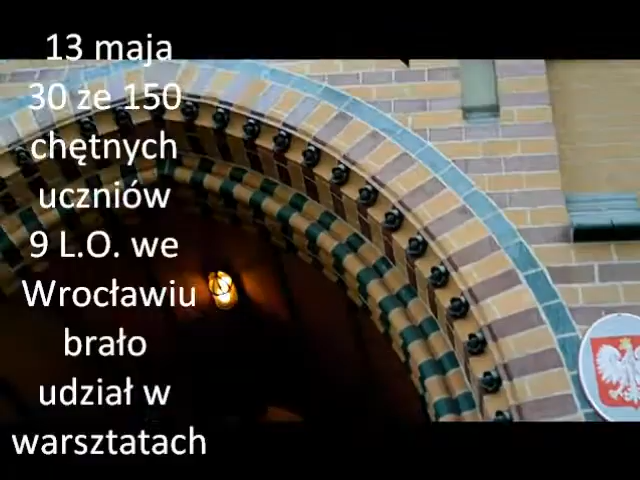 13 maja
30 ze 150
chętnych
uczniów
9 L.O. we
Wrocławiu
brało
udział w
warsztatach